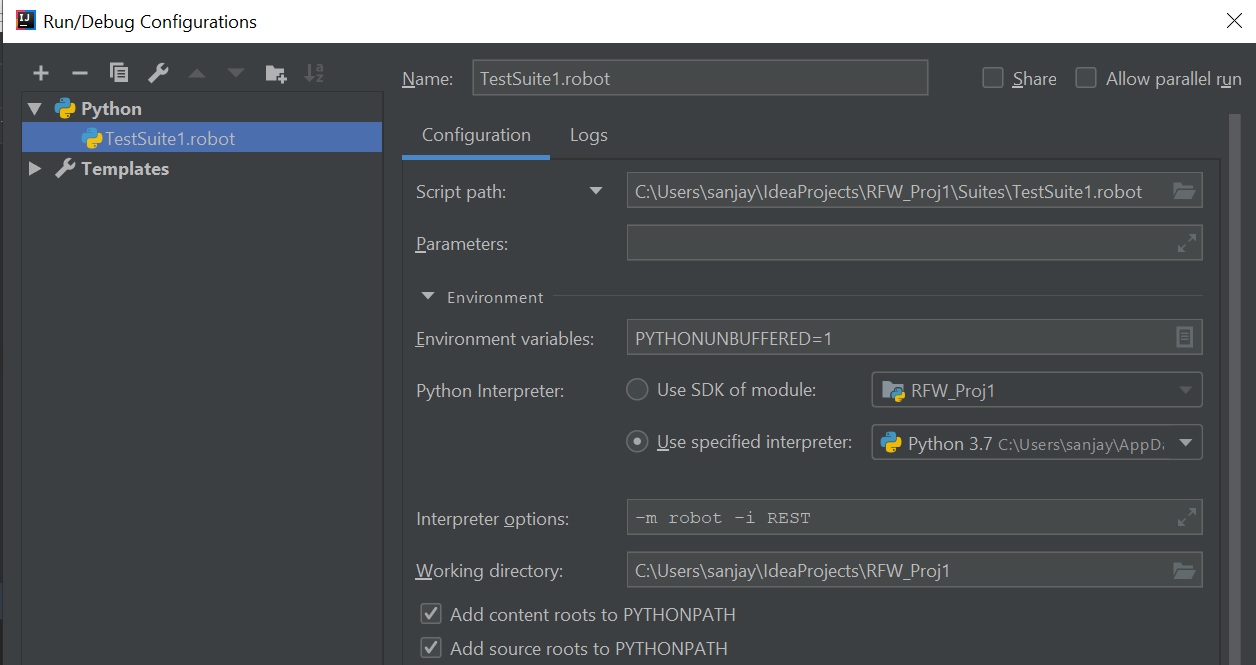 IJ Run/Debug Configurations
Name: TestSuite1.robot Share Allow parallel run
Python
TestSuite1.robot
Templates
Configuration Logs
Script path: C:\Users\sanjay\IdeaProjects\RFW_Proj1\Suites\TestSuite1.robot
Parameters:
Environment
Environment variables: PYTHONUNBUFFERED=1
Python Interpreter: Use SDK of module: RFW_Proj1
Use specified interpreter: Python 3.7 C:\Users\sanjay\AppDa
Interpreter options: -m robot -i REST
Working directory: C:\Users\sanjay\IdeaProjects\RFW_Proj1
Add content roots to PYTHONPATH
Add source roots to PYTHONPATH